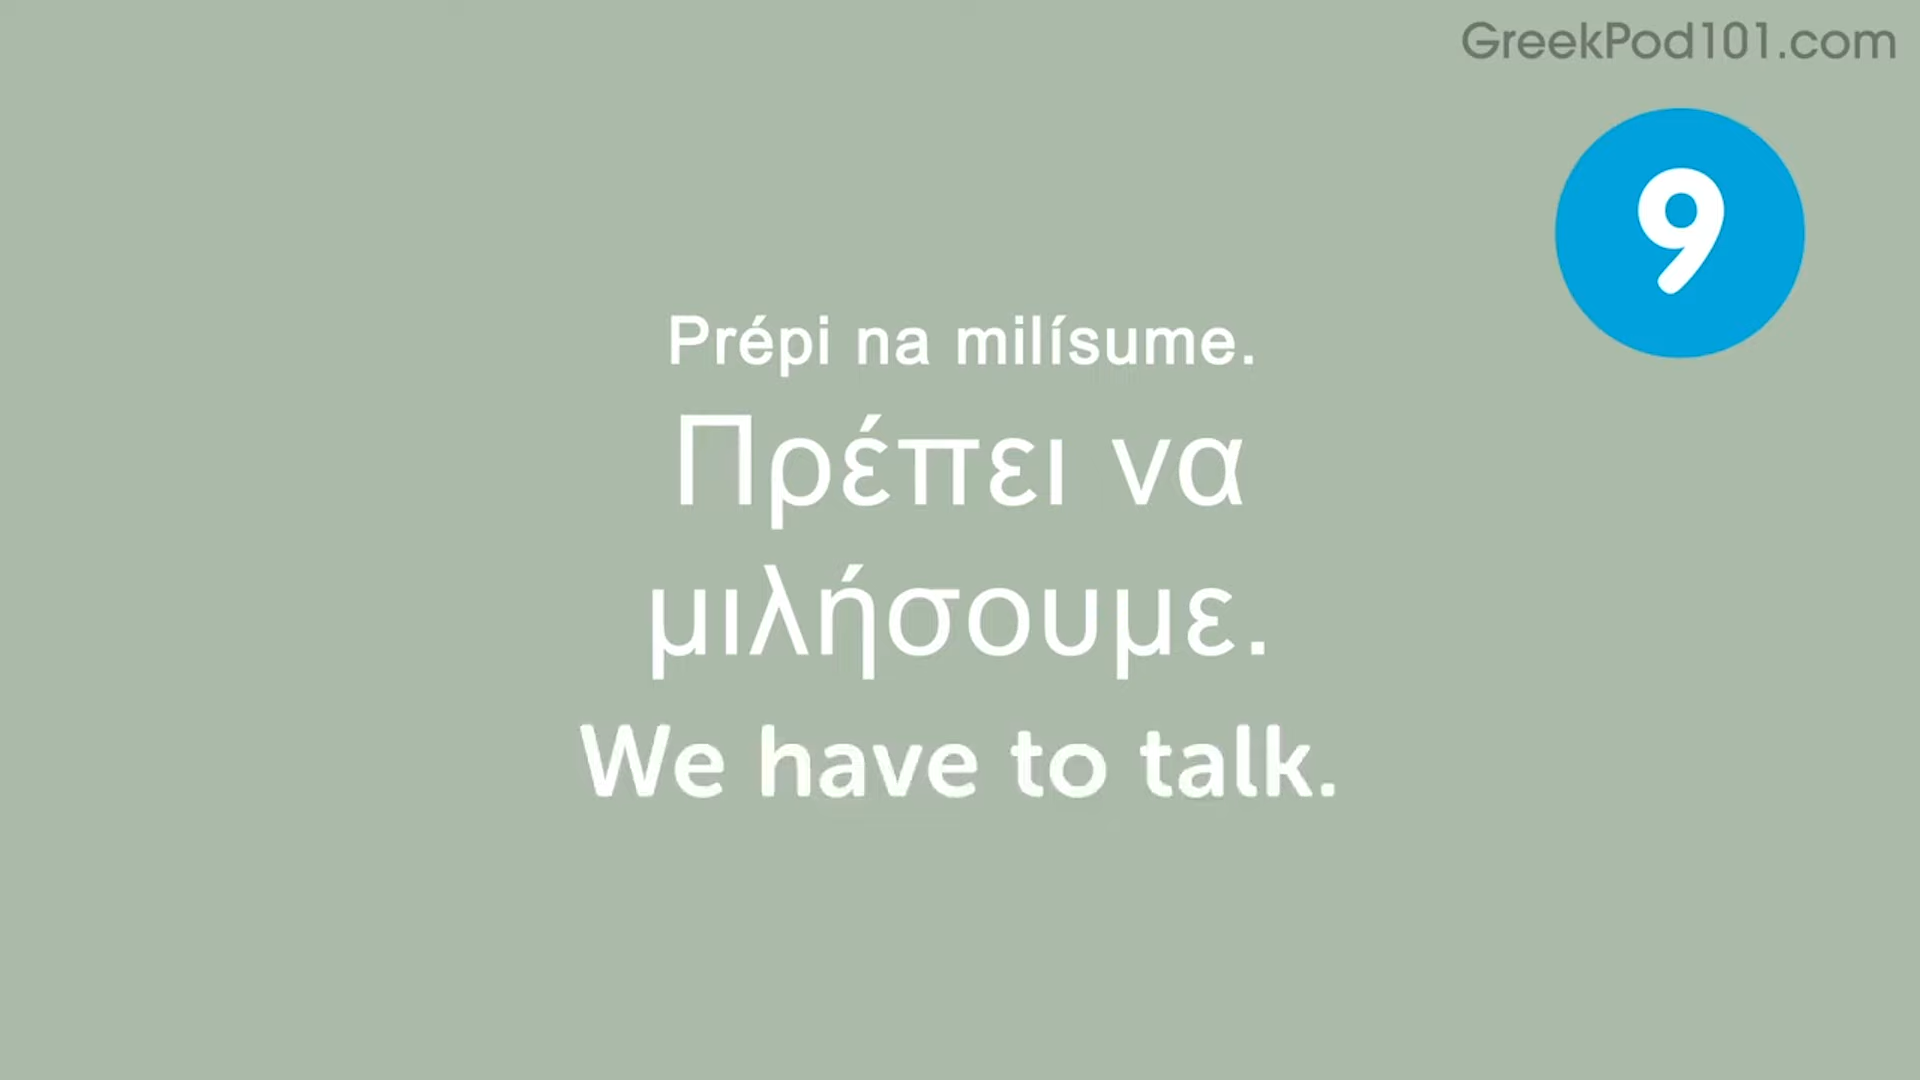 GreekPod101.com
9
Prépi na milísume.
Πρέπει να
μιλήσουμε.
We have to talk.